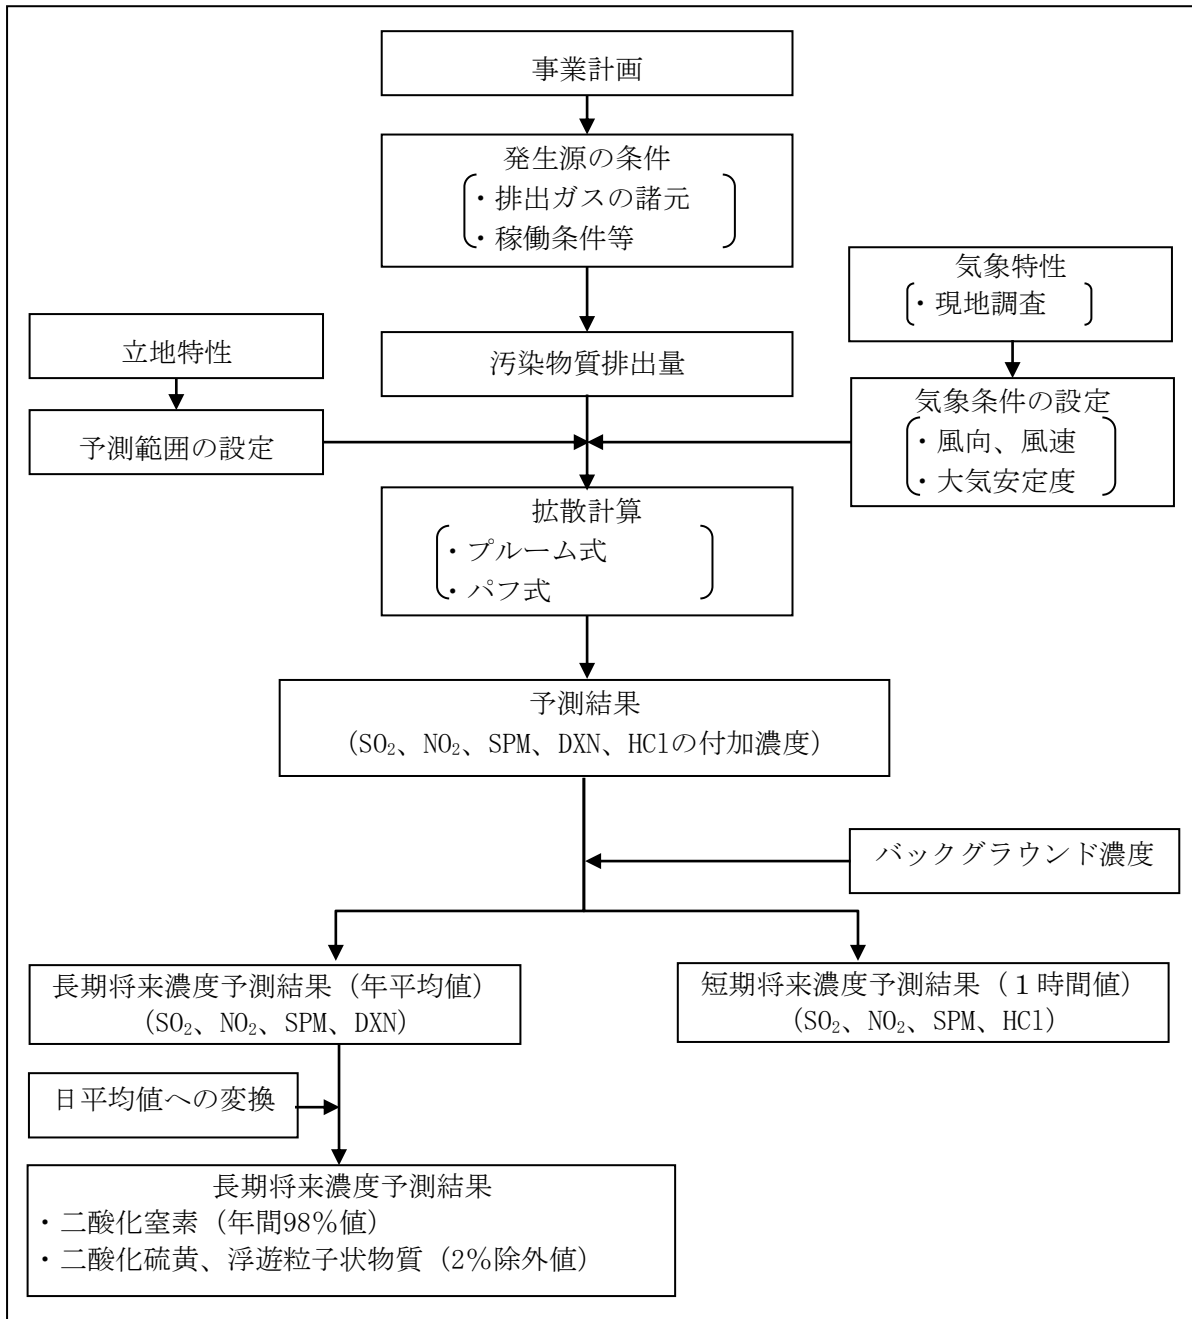 事業計画
発生源の条件
・排出ガスの諸元
・稼働条件等
気象特性
・現地調査
立地特性
汚染物質排出量
気象条件の設定
・風向、風速
・大気安定度
予測範囲の設定
拡散計算
・プルーム式
・パフ式
予測結果
(SO₂、NO₂、SPM、DXN、HClの付加濃度)
バックグラウンド濃度
長期将来濃度予測結果(年平均値)
(SO₂、NO₂、SPM、DXN)
短期将来濃度予測結果(1時間値)
(SO₂、NO₂、SPM、HCl)
日平均値への変換
長期将来濃度予測結果
・二酸化窒素(年間98%値)
・二酸化硫黄、浮遊粒子状物質(2%除外値)